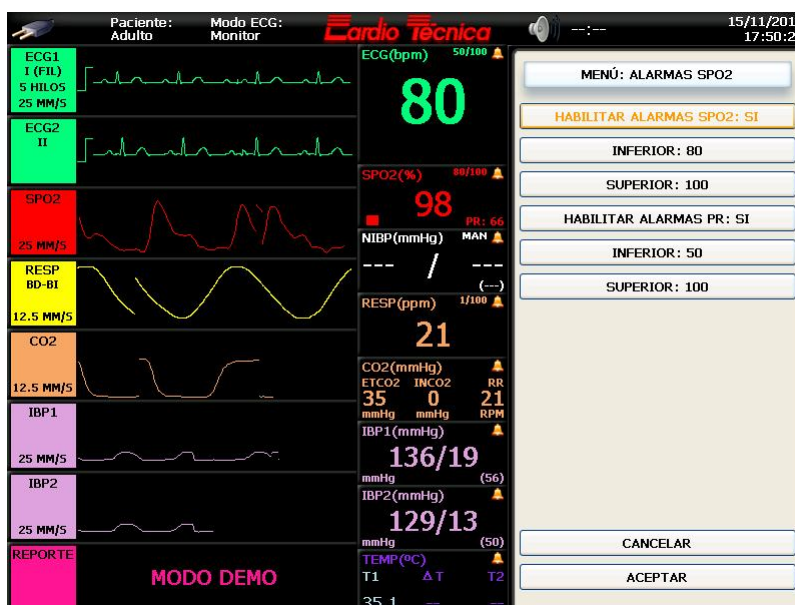 Paciente:
Adulto
Modo ECG:
Monitor
Cardio Técnica
--:--
15/11/201
17:50:2
ECG1
I (FIL)
5 HILOS
25 MM/S
ECG2
II
SPO2
25 MM/S
RESP
BD-BI
12.5 MM/S
CO2
12.5 MM/S
IBP1
25 MM/S
IBP2
25 MM/S
REPORTE
MODO DEMO
ECG(bpm) 50/100
80
SPO2(%) 80/100
98
PR: 66
NIBP(mmHg) MAN
--- / ---
(---)
RESP(ppm) 1/100
21
CO2(mmHg)
ETCO2 INCO2 RR
35 0 21
mmHg mmHg RPM
IBP1(mmHg)
136/19
mmHg (56)
IBP2(mmHg)
129/13
mmHg (50)
TEMP(ºC)
T1 ΔT T2
35.1 -- --
MENÚ: ALARMAS SPO2
HABILITAR ALARMAS SPO2: SI
INFERIOR: 80
SUPERIOR: 100
HABILITAR ALARMAS PR: SI
INFERIOR: 50
SUPERIOR: 100
CANCELAR
ACEPTAR